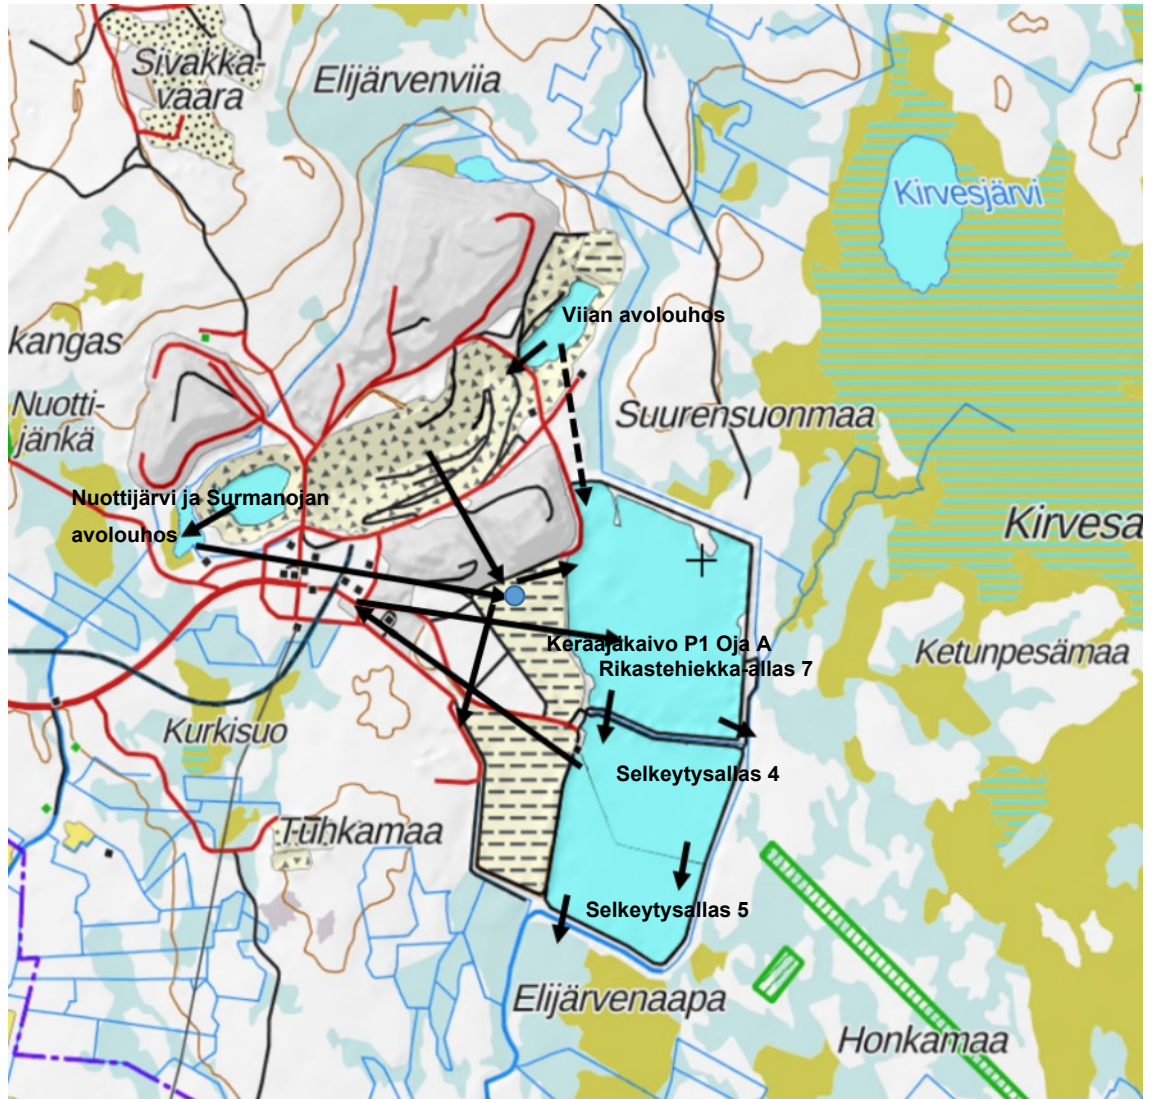 Sivakka-
vaara
Elijärvenviia
Kirvesjärvi
Viian avolouhos
kangas
Nuotti-
jänkä
Suurensuonmaa
Nuottijärvi ja Surmanojan
avolouhos
Kirvesa
Keraajäkaivo P1 Oja A
Rikastehiekka-allas 7
Ketunpesämaa
Kurkisuo
Selkeytysallas 4
Tuhkamaa
Selkeytysallas 5
Elijärvenaapa
Honkamaa